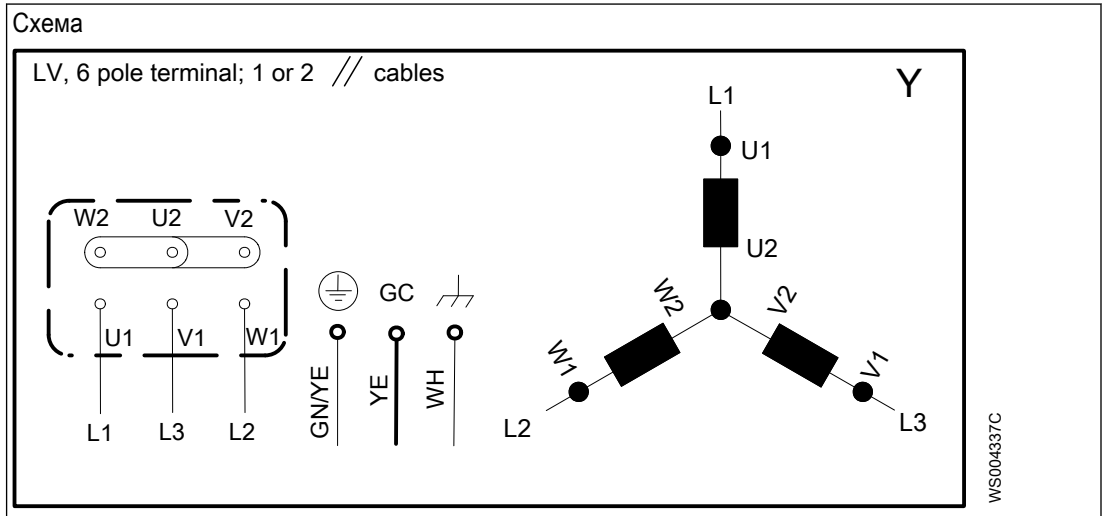 Схема
LV, 6 pole terminal; 1 or 2 // cables
Y
L1
U1
U2
W2
V2
W1
V1
L2
L3
W2 U2 V2
U1 V1 W1
L1 L3 L2
GC
GN/YE
YE
WH
WS004337C